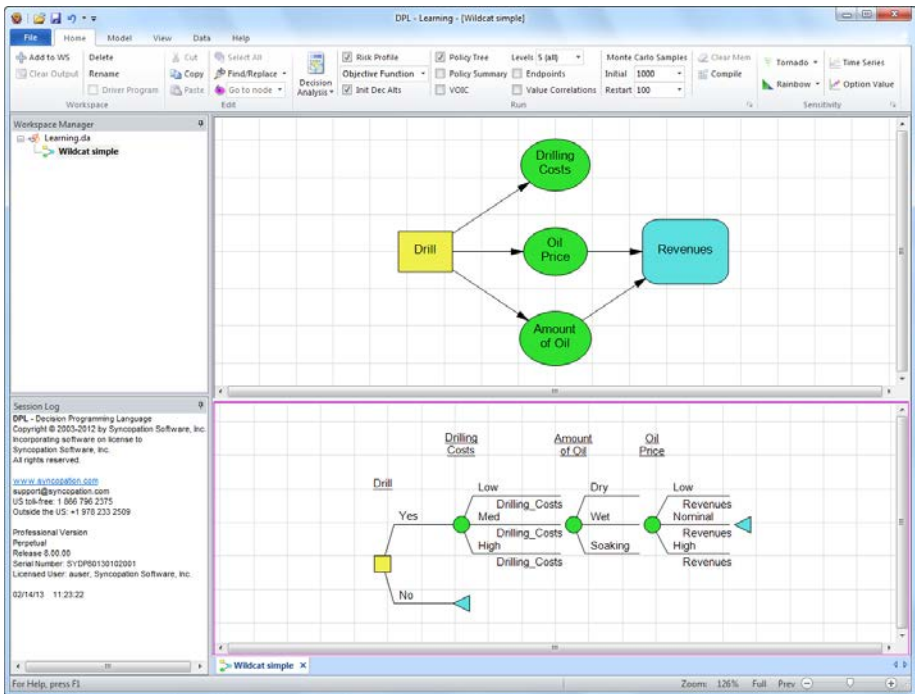 DPL - Learning - [Wildcat simple]
File Home Model View Data Help
Add to WS Delete
Clear Output Rename
Driver Program
Workspace
Cut Select All
Copy Find/Replace
Paste Go to node
Edit
Decision Analysis
Risk Profile Policy Tree Levels 5 (all) Monte Carlo Samples Clear Mem
Objective Function Policy Summary Endpoints Initial 1000 Compile
Init Dec Alts VOIC Value Correlations Restart 100
Run
Tornado Time Series
Rainbow Option Value
Sensitivity
Workspace Manager
Learning.da
Wildcat simple
Drilling
Costs
Drill
Oil
Price
Revenues
Amount
of Oil
Session Log
DPL - Decision Programming Language
Copyright © 2003-2012 by Syncopation Software, Inc.
Incorporating software on license to
Syncopation Software, Inc.
All rights reserved.
www.syncopation.com
support@syncopation.com
US toll-free: 1 866 796 2375
Outside the US: +1 978 233 2509
Professional Version
Perpetual
Release 8.00.00
Serial Number: SYDP80130102001
Licensed User: auser, Syncopation Software, Inc.
02/14/13 11:23:22
Drilling
Costs
Amount
of Oil
Oil
Price
Drill
Low Dry Low
Drilling_Costs Revenues
Yes Med Wet Nominal
Drilling_Costs Revenues
High Soaking High
Drilling_Costs Revenues
No
Wildcat simple
For Help, press F1
Zoom: 126% Full Prev